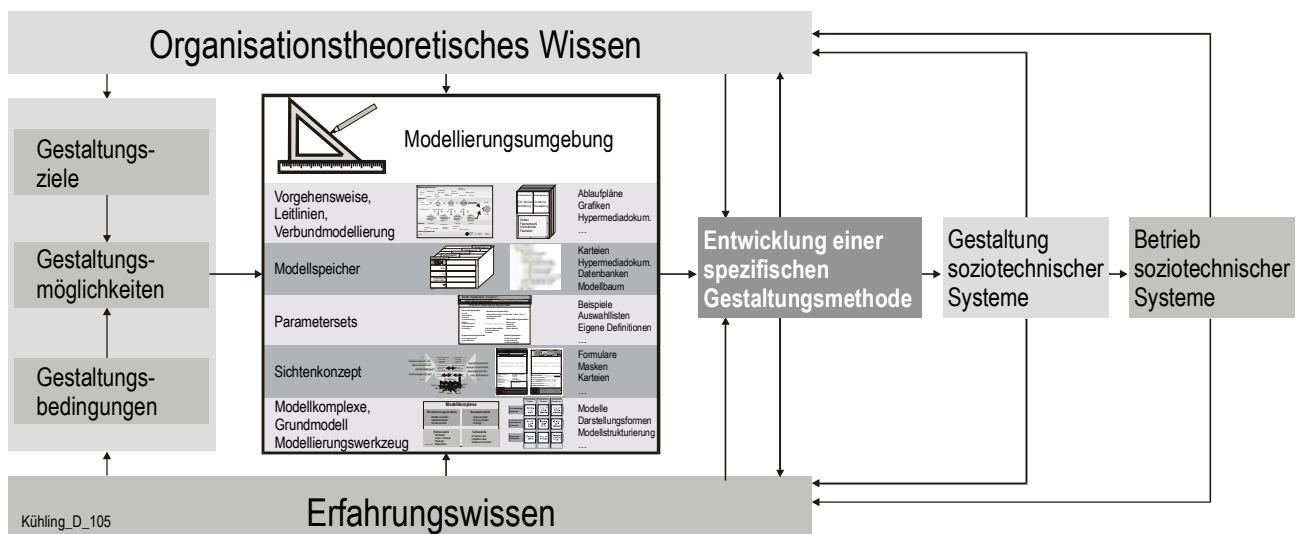 Organisationstheoretisches Wissen
Gestaltungs-
ziele
Gestaltungs-
möglichkeiten
Gestaltungs-
bedingungen
Modellierungsumgebung
Vorgehensweise,
Leitlinien,
Verbundmodellierung
Ablaufpläne
Grafiken
Hypermediadokum.
...
Modellspeicher
Karteien
Hypermediadokum.
Datenbanken
Modellbaum
Parametersets
Beispiele
Auswahllisten
Eigene Definitionen
...
Sichtenkonzept
Formulare
Masken
Karteien
...
Modellkomplexe,
Grundmodell
Modellierungswerkzeug
Modellkomplexe
Modelle
Darstellungsformen
Modellstrukturierung
...
Entwicklung einer
spezifischen
Gestaltungsmethode
Gestaltung
soziotechnischer
Systeme
Betrieb
soziotechnischer
Systeme
Erfahrungswissen
Kühling_D_105